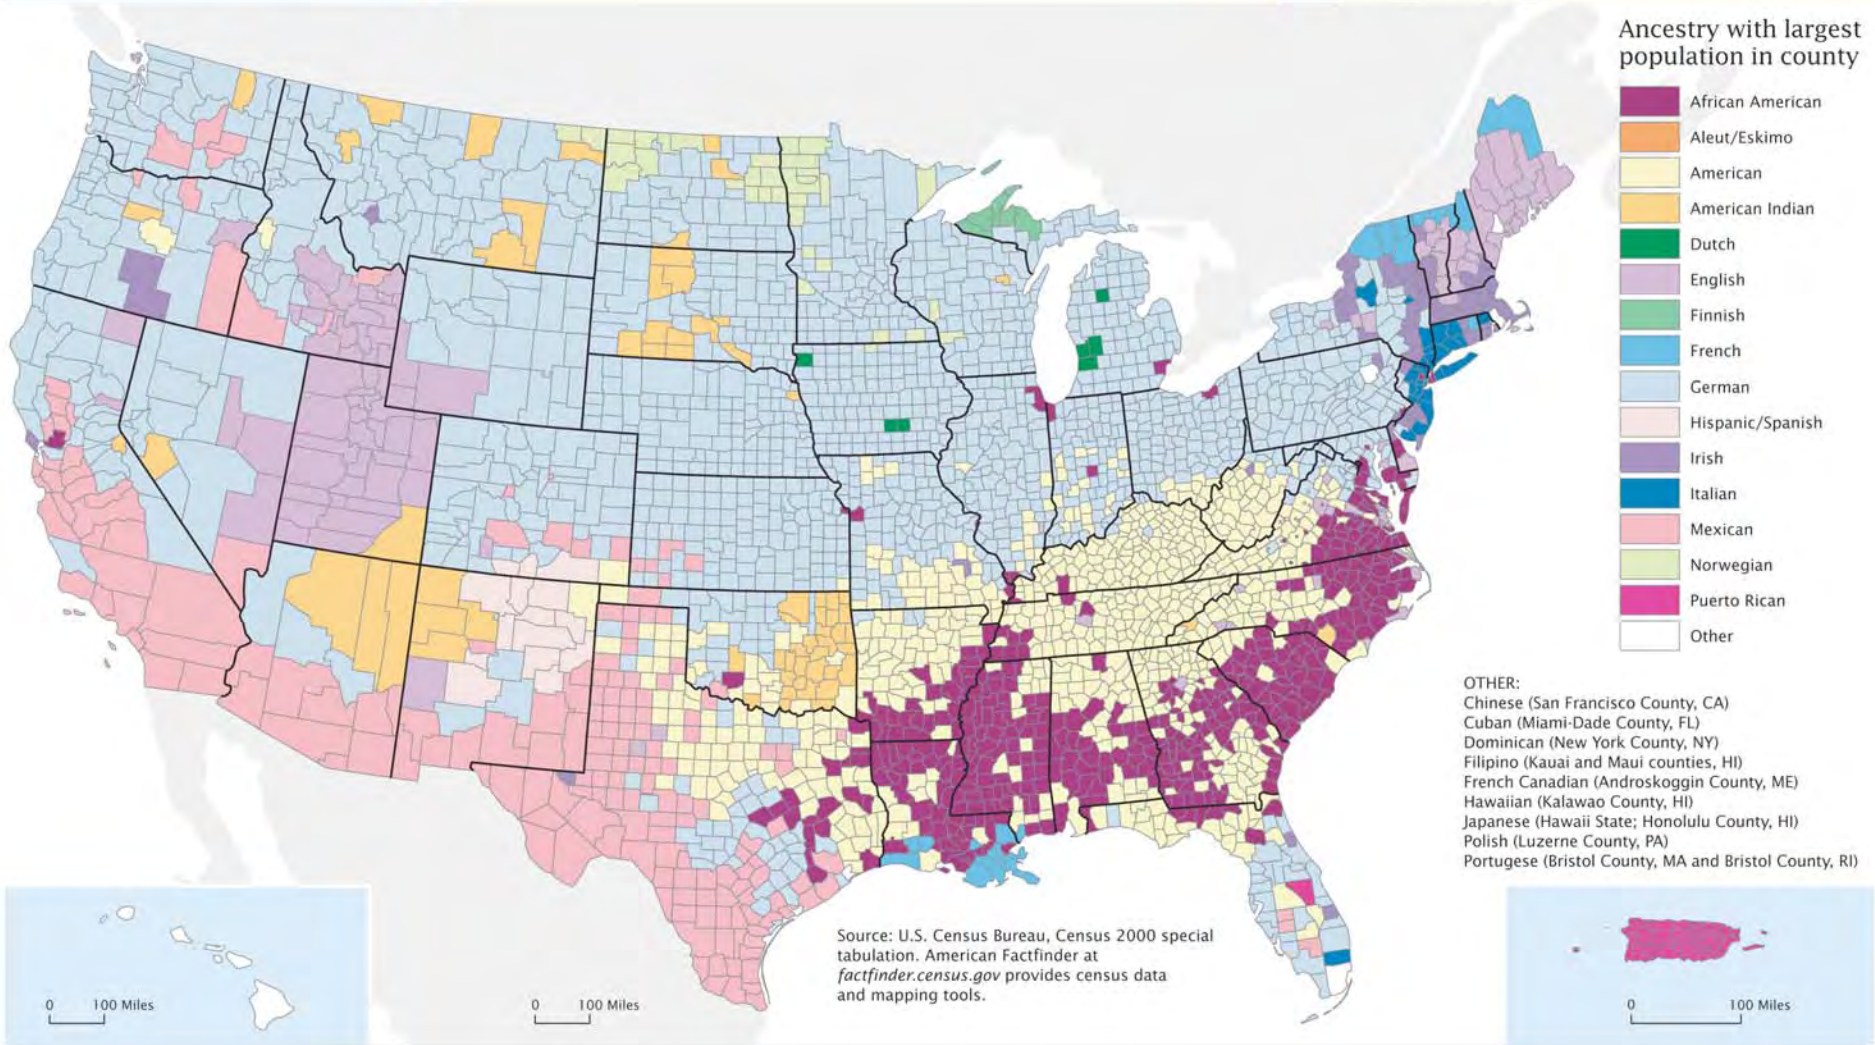 Ancestry with largest
population in county
African American
Aleut/Eskimo
American
American Indian
Dutch
English
Finnish
French
German
Hispanic/Spanish
Irish
Italian
Mexican
Norwegian
Puerto Rican
Other
OTHER:
Chinese (San Francisco County, CA)
Cuban (Miami-Dade County, FL)
Dominican (New York County, NY)
Filipino (Kauai and Maui counties, HI)
French Canadian (Androskoggin County, ME)
Hawaiian (Kalawao County, HI)
Japanese (Hawaii State; Honolulu County, HI)
Polish (Luzerne County, PA)
Portugese (Bristol County, MA and Bristol County, RI)
Source: U.S. Census Bureau, Census 2000 special
tabulation. American Factfinder at
factfinder.census.gov provides census data
and mapping tools.
0 100 Miles
0 100 Miles
0 100 Miles